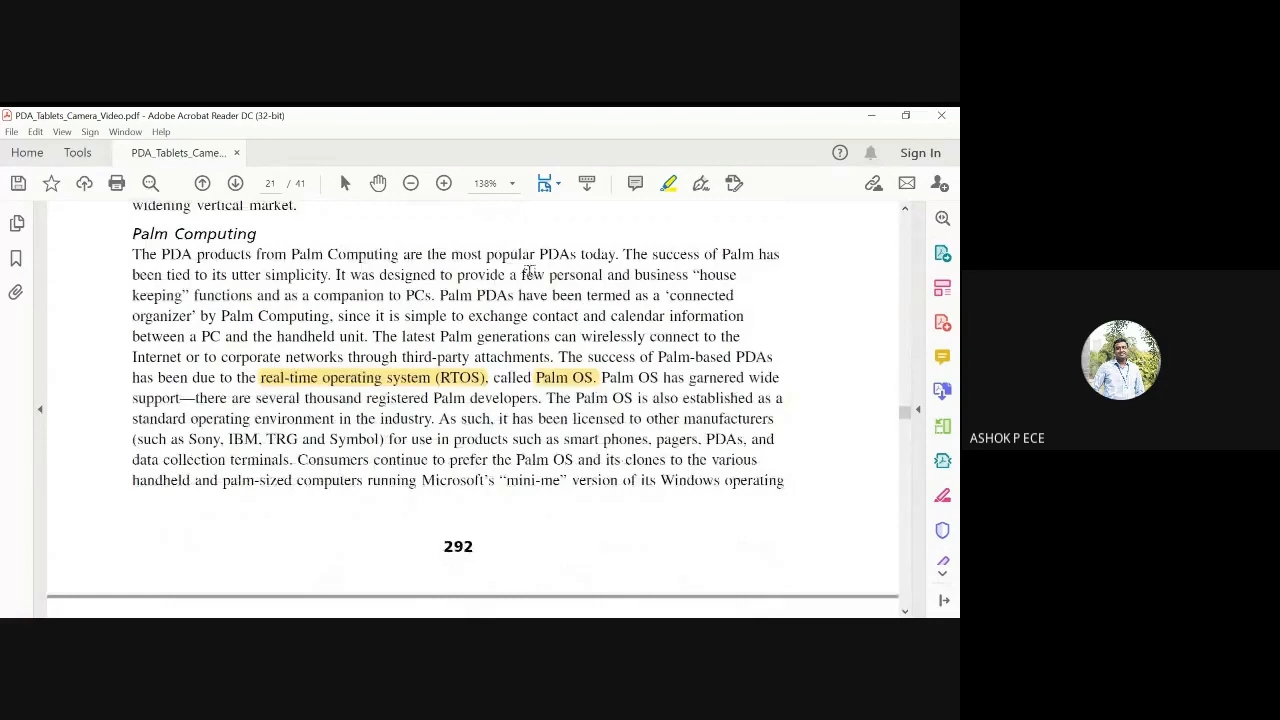 PDA_Tablets_Camera_Video.pdf - Adobe Acrobat Reader DC (32-bit)
File Edit View Sign Window Help
Home Tools PDA_Tablets_Came... × Sign In
21 / 41 138%
widening vertical market.
Palm Computing
The PDA products from Palm Computing are the most popular PDAs today. The success of Palm has
been tied to its utter simplicity. It was designed to provide a few personal and business “house
keeping” functions and as a companion to PCs. Palm PDAs have been termed as a ‘connected
organizer’ by Palm Computing, since it is simple to exchange contact and calendar information
between a PC and the handheld unit. The latest Palm generations can wirelessly connect to the
Internet or to corporate networks through third-party attachments. The success of Palm-based PDAs
has been due to the real-time operating system (RTOS), called Palm OS. Palm OS has garnered wide
support—there are several thousand registered Palm developers. The Palm OS is also established as a
standard operating environment in the industry. As such, it has been licensed to other manufacturers
(such as Sony, IBM, TRG and Symbol) for use in products such as smart phones, pagers, PDAs, and
data collection terminals. Consumers continue to prefer the Palm OS and its clones to the various
handheld and palm-sized computers running Microsoft’s “mini-me” version of its Windows operating
292
ASHOK P ECE